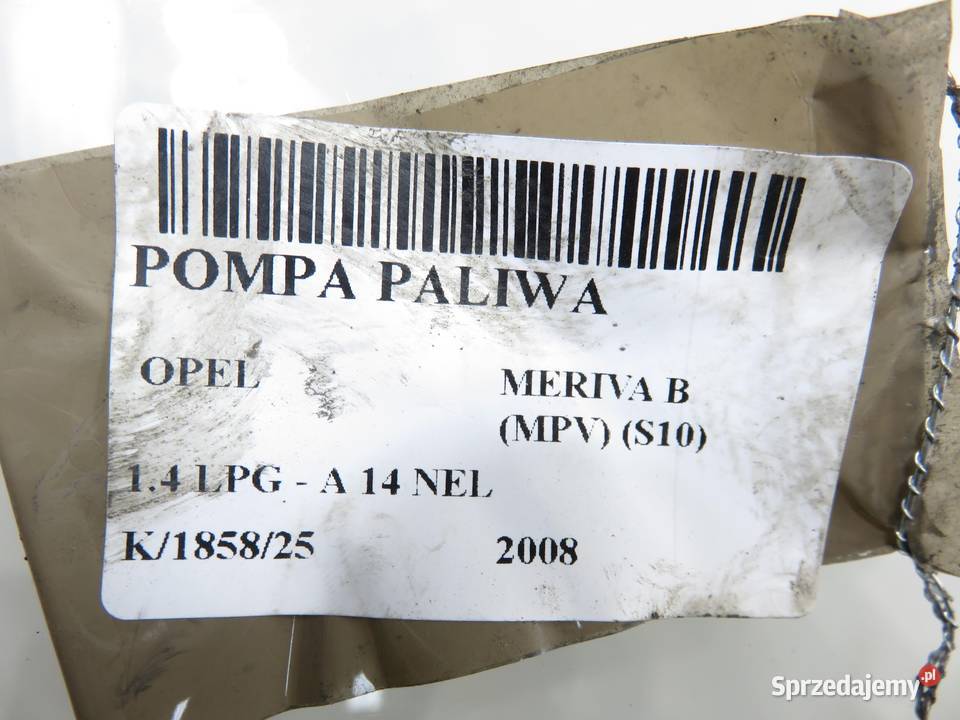 POMPA PALIWA
OPEL
MERIVA B
(MPV) (S10)
1.4 LPG - A 14 NEL
K/1858/25
2008
Sprzedajemy.pl